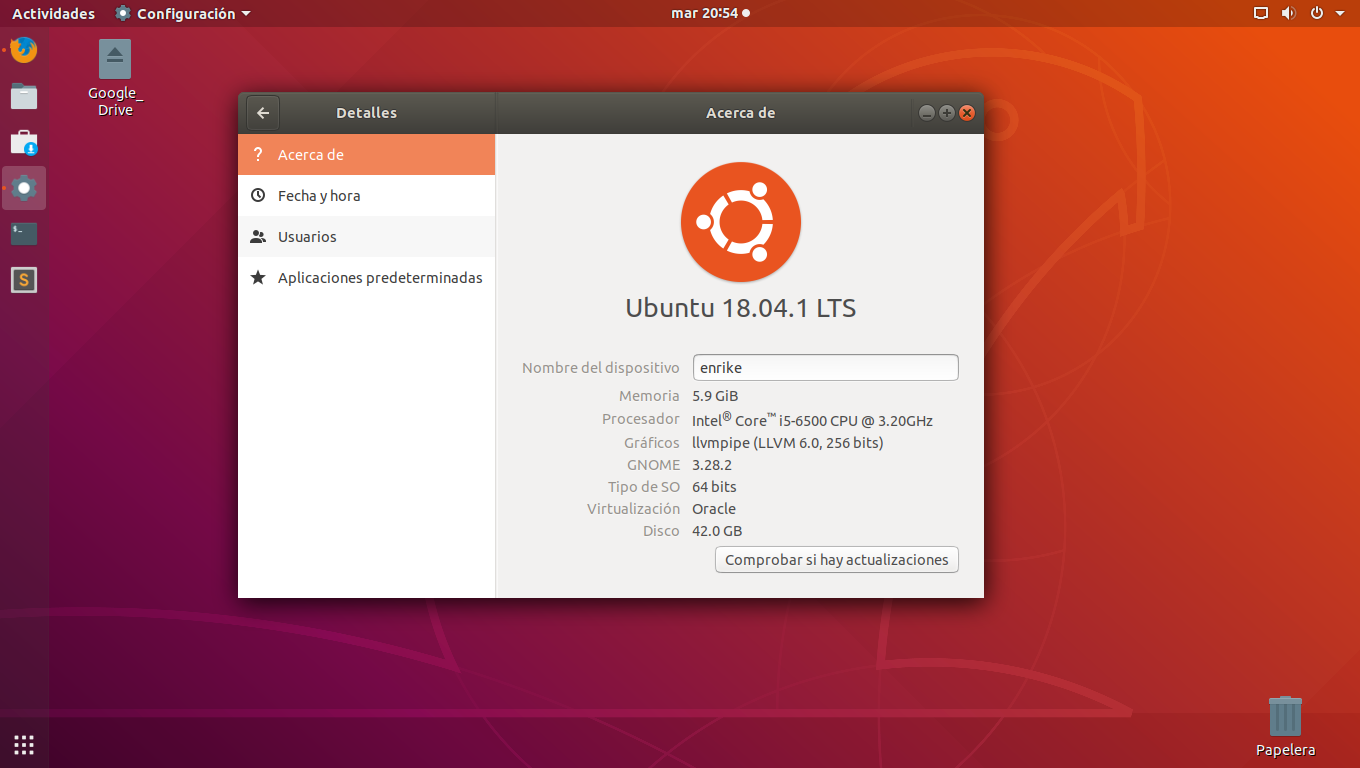 Actividades Configuración mar 20:54
Google_
Drive
Detalles Acerca de
? Acerca de
Fecha y hora
Usuarios
Aplicaciones predeterminadas
Ubuntu 18.04.1 LTS
Nombre del dispositivo enrike
Memoria 5.9 GiB
Procesador Intel® Core™ i5-6500 CPU @ 3.20GHz
Gráficos llvmpipe (LLVM 6.0, 256 bits)
GNOME 3.28.2
Tipo de SO 64 bits
Virtualización Oracle
Disco 42.0 GB
Comprobar si hay actualizaciones
$-
S
Papelera